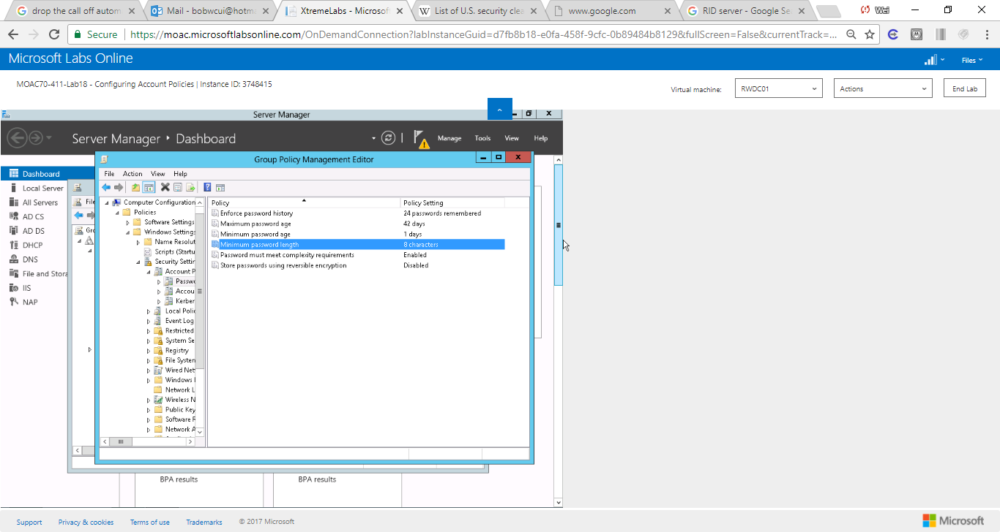 drop the call off autom
Mail - bobwcui@hotm
XtremeLabs - Microsof
List of U.S. security clea
www.google.com
RID server - Google Se
Wei
Secure https://moac.microsoftlabsonline.com/OnDemandConnection?labInstanceGuid=d7fb8b18-e0fa-458f-9cfc-0b89484b8129&fullScreen=False&currentTrack=...
Microsoft Labs Online
Files
MOAC70-411-Lab18 - Configuring Account Policies | Instance ID: 3748415
Virtual machine:
RWDC01
Actions
End Lab
Server Manager
Server Manager • Dashboard
Manage Tools View Help
Dashboard
Local Server
All Servers
AD CS
AD DS
DHCP
DNS
File and Stora
IIS
NAP
File
Gro
Group Policy Management Editor
File Action View Help
Computer Configuration
Policies
Software Settings
Windows Settings
Name Resolut
Scripts (Startu
Security Settin
Account P
Passwo
Accou
Kerber
Local Polic
Event Log
Restricted
System Se
Registry
File System
Wired Net
Windows
Network L
Wireless N
Public Key
Software R
Network A
Policy Policy Setting
Enforce password history 24 passwords remembered
Maximum password age 42 days
Minimum password age 1 days
Minimum password length 8 characters
Password must meet complexity requirements Enabled
Store passwords using reversible encryption Disabled
BPA results BPA results
Support Privacy & cookies Terms of use Trademarks © 2017 Microsoft
Microsoft